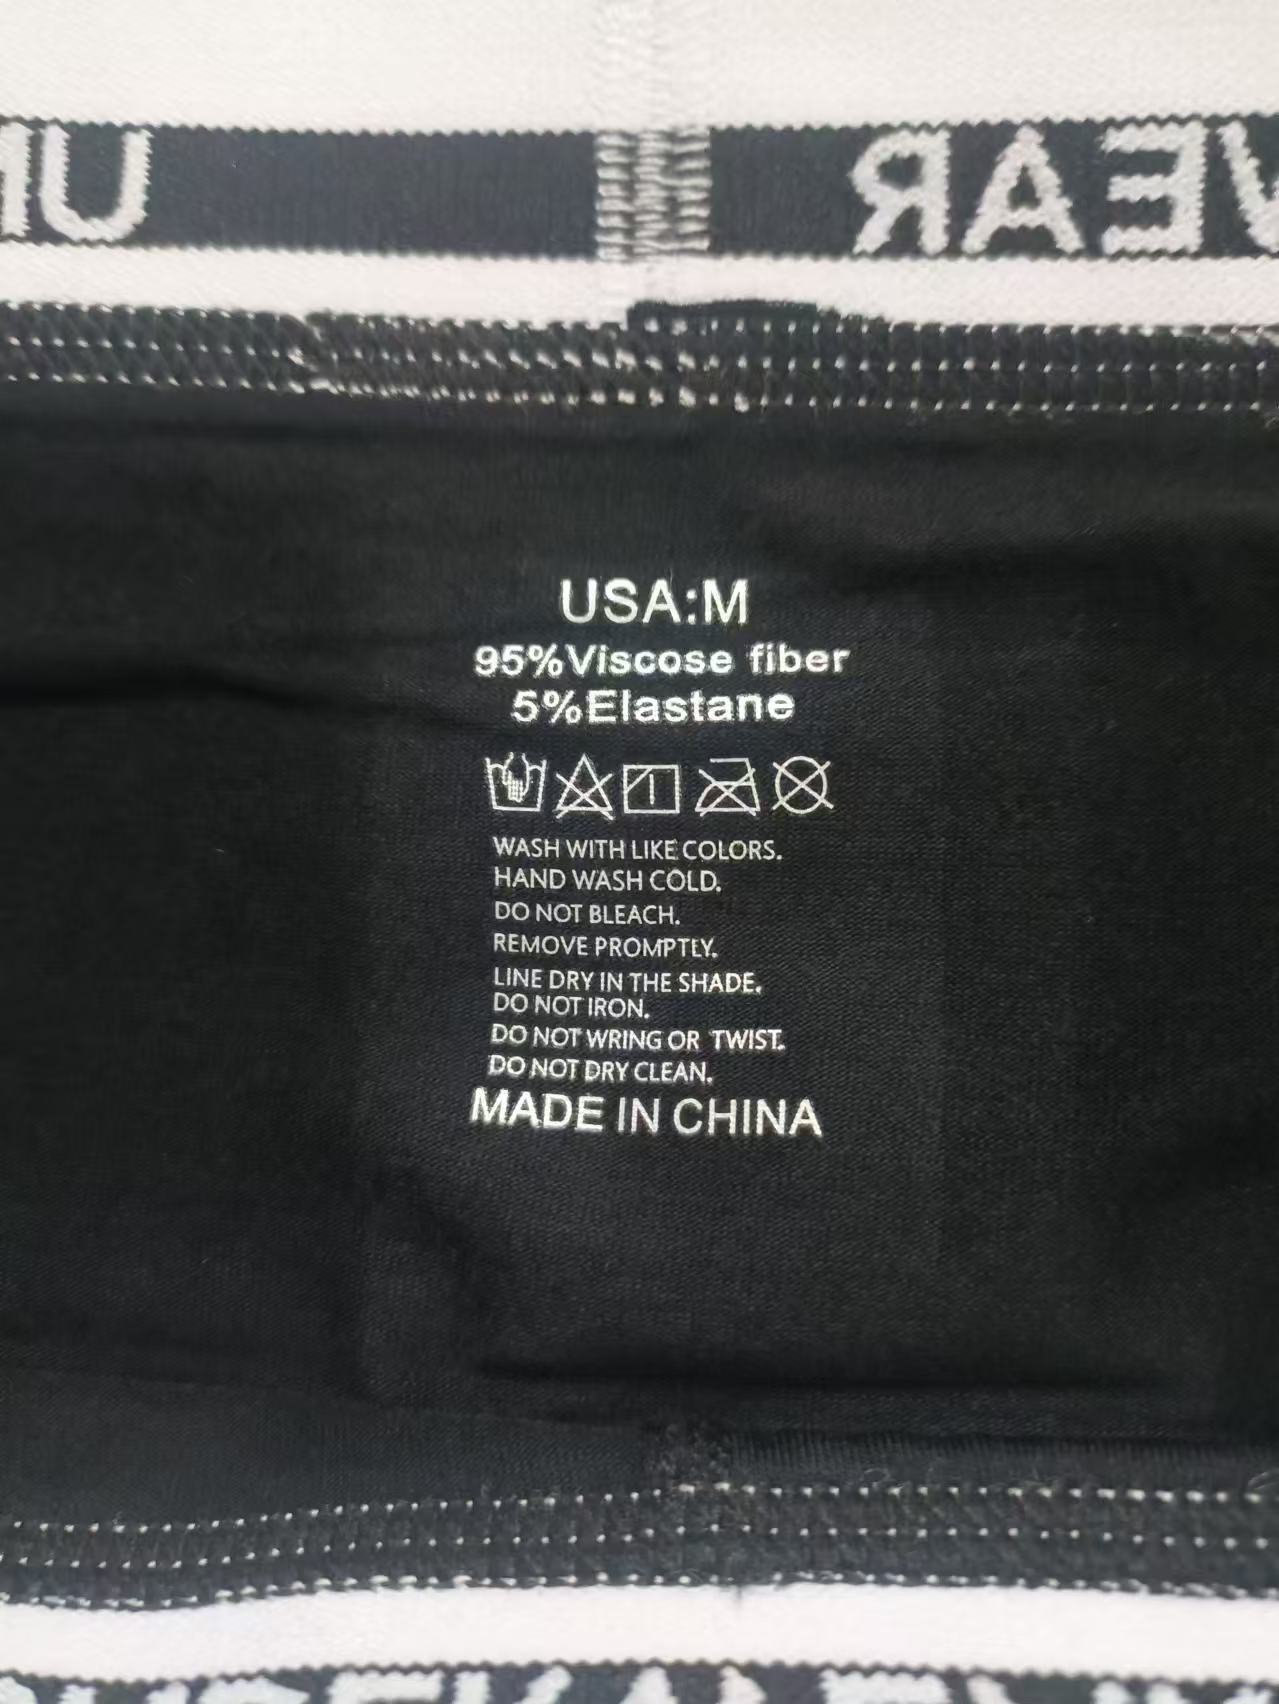 WEAR
USA:M
95%Viscose fiber
5%Elastane
WASH WITH LIKE COLORS.
HAND WASH COLD.
DO NOT BLEACH.
REMOVE PROMPTLY.
LINE DRY IN THE SHADE.
DO NOT IRON.
DO NOT WRING OR TWIST.
DO NOT DRY CLEAN.
MADE IN CHINA